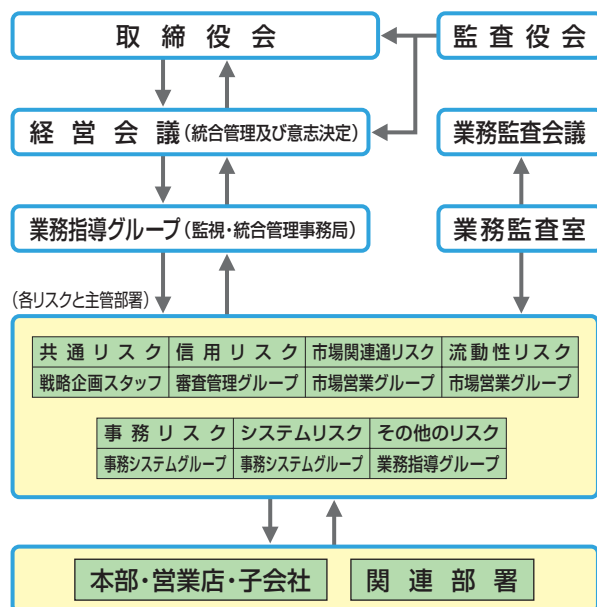 取締役会
監査役会
経営会議(統合管理及び意志決定)
業務監査会議
業務指導グループ(監視・統合管理事務局)
業務監査室
(各リスクと主管部署)
共通リスク 信用リスク 市場関連通リスク 流動性リスク
戦略企画スタッフ 審査管理グループ 市場営業グループ 市場営業グループ
事務リスク システムリスク その他のリスク
事務システムグループ 事務システムグループ 業務指導グループ
本部・営業店・子会社 関連部署